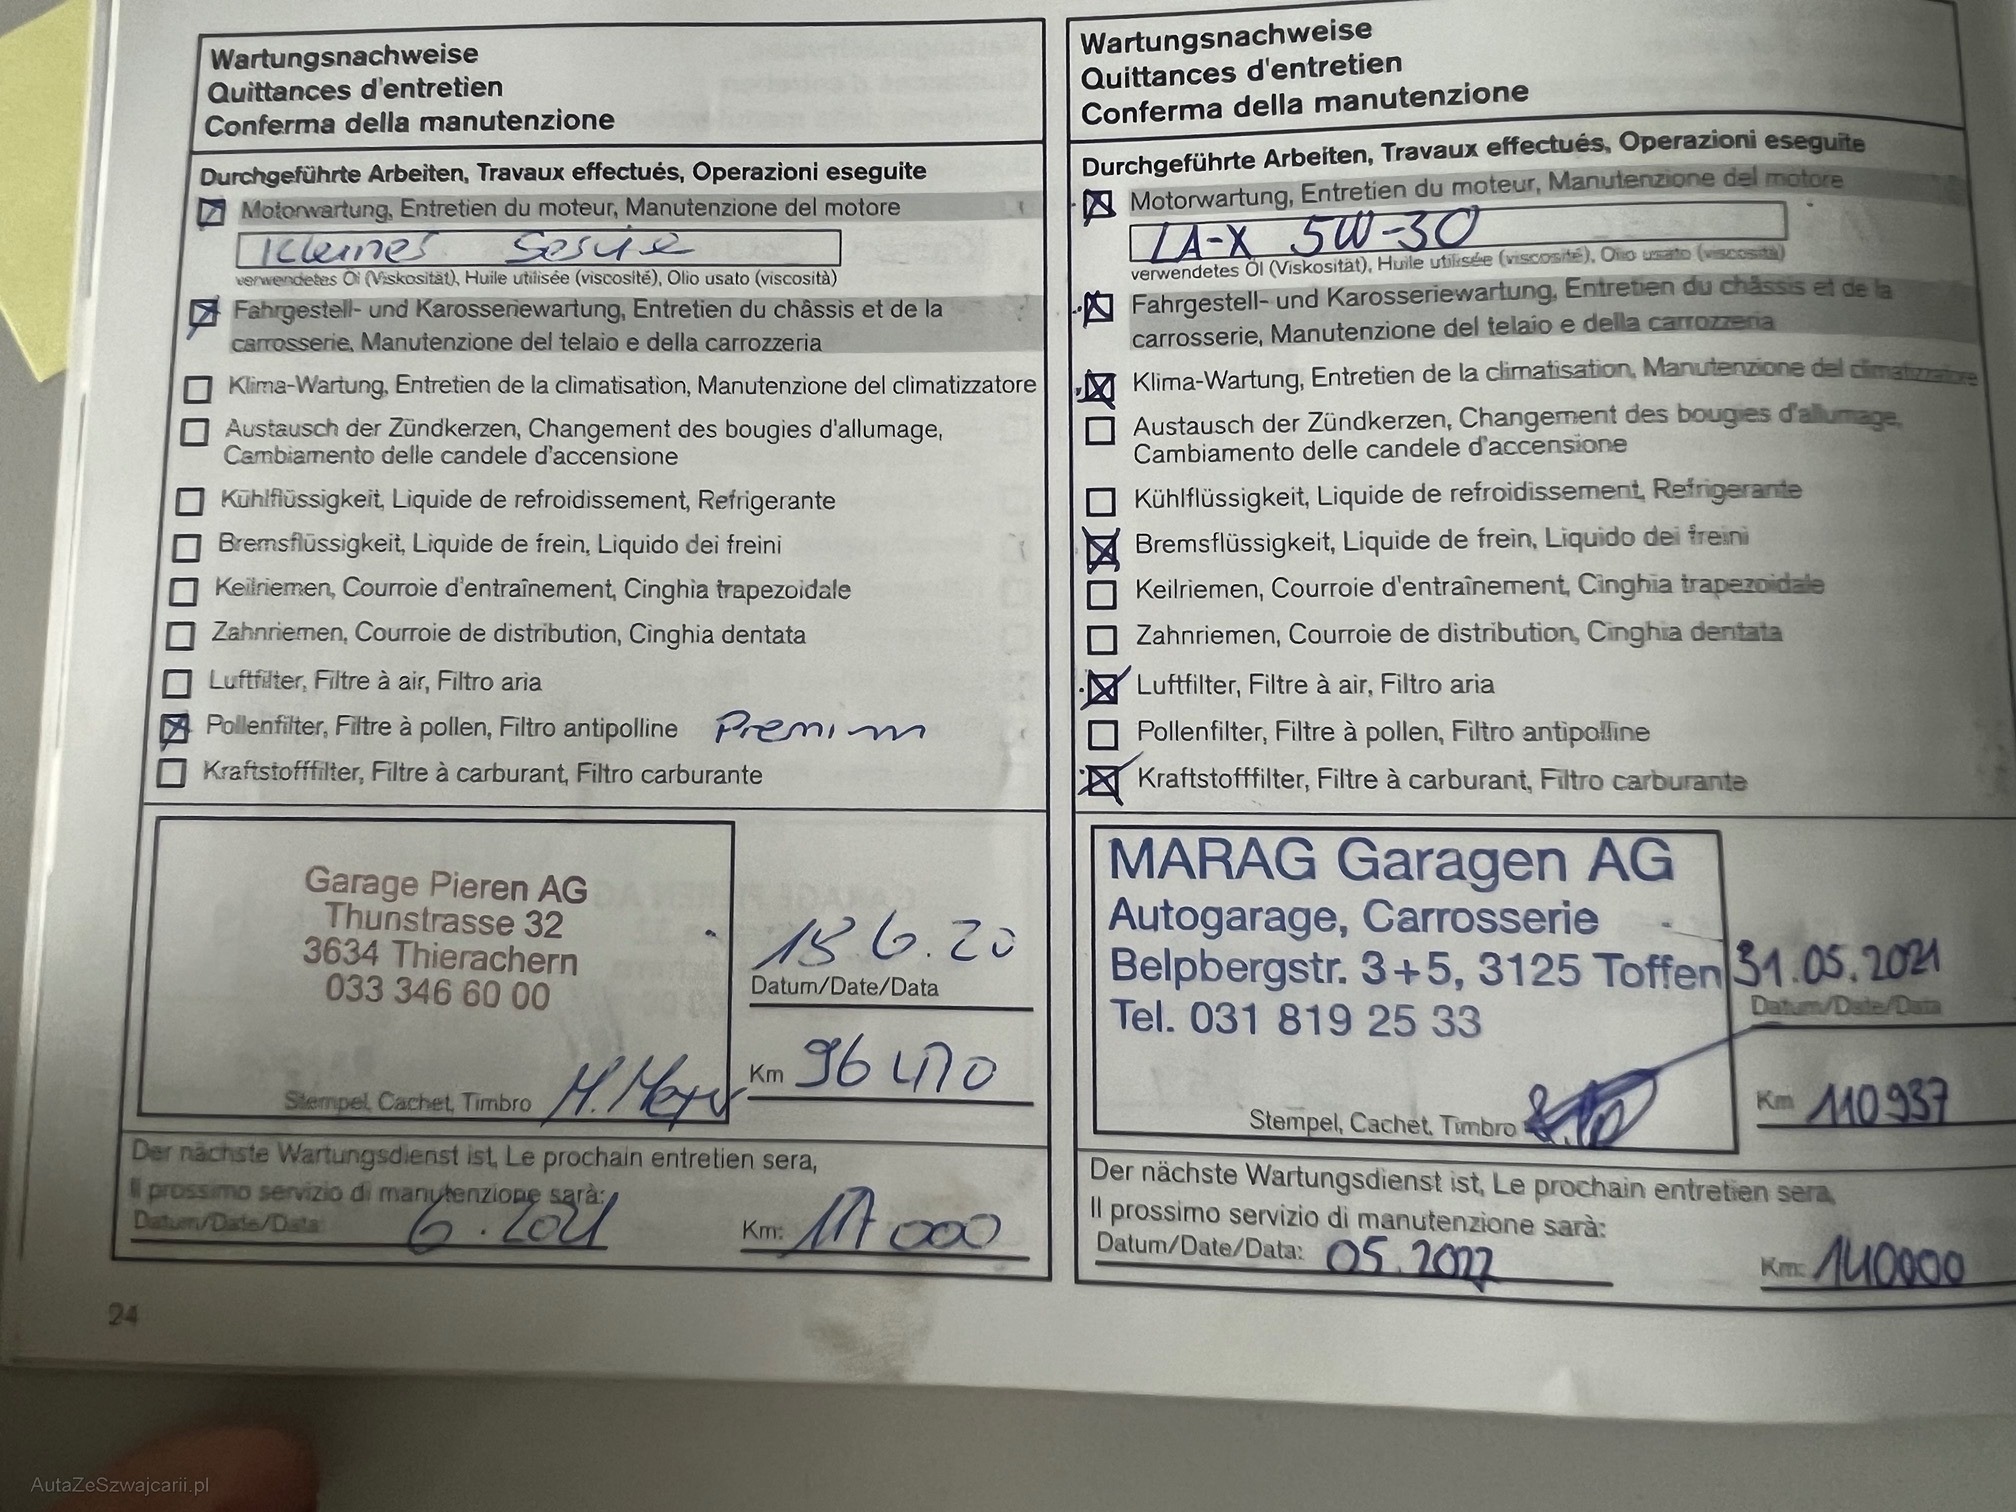 Wartungsnachweise
Quittances d'entretien
Conferma della manutenzione
Durchgeführte Arbeiten, Travaux effectués, Operazioni eseguite
Motorwartung, Entretien du moteur, Manutenzione del motore
Kleines Servie
verwendetes Öl (Viskosität), Huile utilisée (viscosité), Olio usato (viscosità)
Fahrgestell- und Karosseriewartung, Entretien du châssis et de la
carrosserie, Manutenzione del telaio e della carrozzeria
Klima-Wartung, Entretien de la climatisation, Manutenzione del climatizzatore
Austausch der Zündkerzen, Changement des bougies d'allumage,
Cambiamento delle candele d'accensione
Kühlflüssigkeit, Liquide de refroidissement, Refrigerante
Bremsflüssigkeit, Liquide de frein, Liquido dei freini
Keilriemen, Courroie d'entraînement, Cinghia trapezoidale
Zahnriemen, Courroie de distribution, Cinghia dentata
Luftfilter, Filtre à air, Filtro aria
Pollenfilter, Filtre à pollen, Filtro antipolline Premium
Kraftstofffilter, Filtre à carburant, Filtro carburante
Garage Pieren AG
Thunstrasse 32
3634 Thierachern
033 346 60 00
6.20
Datum/Date/Data
Km 96
Stempel, Cachet, Timbro M. Meyer
Der nächste Wartungsdienst ist, Le prochain entretien sera,
Il prossimo servizio di manutenzione sarà:
Datum/Date/Data: 6.2021 Km: 000
24
Wartungsnachweise
Quittances d'entretien
Conferma della manutenzione
Durchgeführte Arbeiten, Travaux effectués, Operazioni eseguite
Motorwartung, Entretien du moteur, Manutenzione del motore
LA-X 5W-30
verwendetes Öl (Viskosität), Huile utilisée (viscosité), Olio usato (viscosità)
Fahrgestell- und Karosseriewartung, Entretien du châssis et de la
carrosserie, Manutenzione del telaio e della carrozzeria
Klima-Wartung, Entretien de la climatisation, Manutenzione del climatizzatore
Austausch der Zündkerzen, Changement des bougies d'allumage,
Cambiamento delle candele d'accensione
Kühlflüssigkeit, Liquide de refroidissement, Refrigerante
Bremsflüssigkeit, Liquide de frein, Liquido dei freini
Keilriemen, Courroie d'entraînement, Cinghia trapezoidale
Zahnriemen, Courroie de distribution, Cinghia dentata
Luftfilter, Filtre à air, Filtro aria
Pollenfilter, Filtre à pollen, Filtro antipolline
Kraftstofffilter, Filtre à carburant, Filtro carburante
MARAG Garagen AG
Autogarage, Carrosserie
Belpbergstr. 3+5, 3125 Toffen
Tel. 031 819 25 33
31.05.2021
Datum/Date/Data
Km 110937
Stempel, Cachet, Timbro
Der nächste Wartungsdienst ist, Le prochain entretien sera,
Il prossimo servizio di manutenzione sarà:
Datum/Date/Data: 05.2022 Km: 140000
AutaZeSzwajcarii.pl